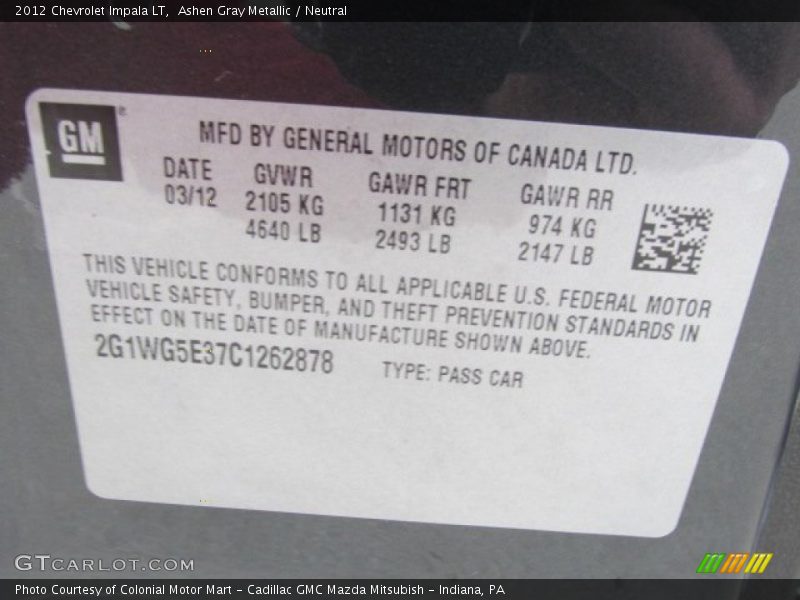 2012 Chevrolet Impala LT,  Ashen Gray Metallic / Neutral
GM ®
MFD BY GENERAL MOTORS OF CANADA LTD.
DATE GVWR GAWR FRT GAWR RR
03/12 2105 KG 1131 KG 974 KG
4640 LB 2493 LB 2147 LB
THIS VEHICLE CONFORMS TO ALL APPLICABLE U.S. FEDERAL MOTOR
VEHICLE SAFETY, BUMPER, AND THEFT PREVENTION STANDARDS IN
EFFECT ON THE DATE OF MANUFACTURE SHOWN ABOVE.
2G1WG5E37C1262878 TYPE: PASS CAR
GTCARLOT.COM
Photo Courtesy of Colonial Motor Mart - Cadillac GMC Mazda Mitsubish - Indiana, PA